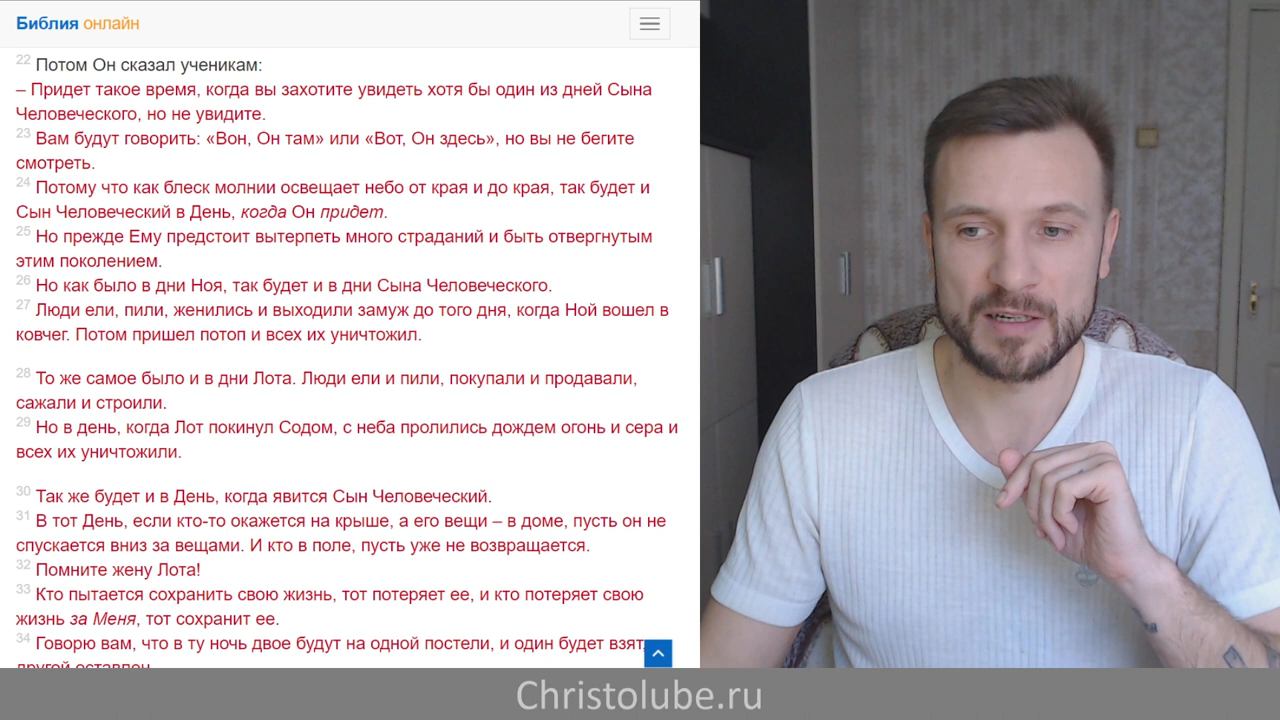 Библия онлайн
22 Потом Он сказал ученикам:
– Придет такое время, когда вы захотите увидеть хотя бы один из дней Сына
Человеческого, но не увидите.
23 Вам будут говорить: «Вон, Он там» или «Вот, Он здесь», но вы не бегите
смотреть.
24 Потому что как блеск молнии освещает небо от края и до края, так будет и
Сын Человеческий в День, когда Он придет.
25 Но прежде Ему предстоит вытерпеть много страданий и быть отвергнутым
этим поколением.
26 Но как было в дни Ноя, так будет и в дни Сына Человеческого.
27 Люди ели, пили, женились и выходили замуж до того дня, когда Ной вошел в
ковчег. Потом пришел потоп и всех их уничтожил.
28 То же самое было и в дни Лота. Люди ели и пили, покупали и продавали,
сажали и строили.
29 Но в день, когда Лот покинул Содом, с неба пролились дождем огонь и сера и
всех их уничтожили.
30 Так же будет и в День, когда явится Сын Человеческий.
31 В тот День, если кто-то окажется на крыше, а его вещи – в доме, пусть он не
спускается вниз за вещами. И кто в поле, пусть уже не возвращается.
32 Помните жену Лота!
33 Кто пытается сохранить свою жизнь, тот потеряет ее, и кто потеряет свою
жизнь за Меня, тот сохранит ее.
34 Говорю вам, что в ту ночь двое будут на одной постели, и один будет взят,
другой оставлен
Christolube.ru